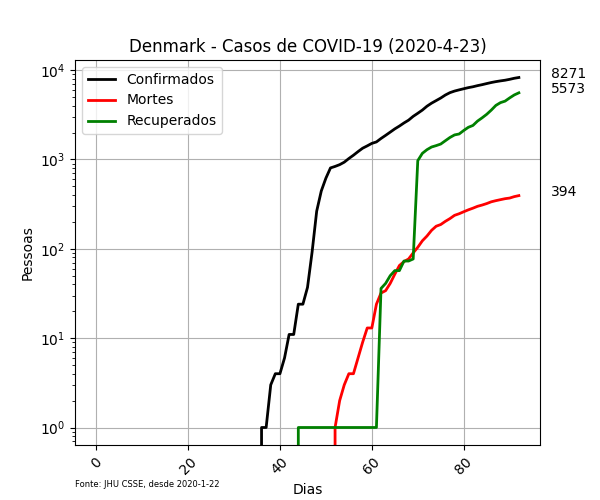 Denmark - Casos de COVID-19 (2020-4-23)
Confirmados
Mortes
Recuperados
8271
5573
394
Pessoas
10^4
10^3
10^2
10^1
10^0
0
20
40
60
80
Dias
Fonte: JHU CSSE, desde 2020-1-22